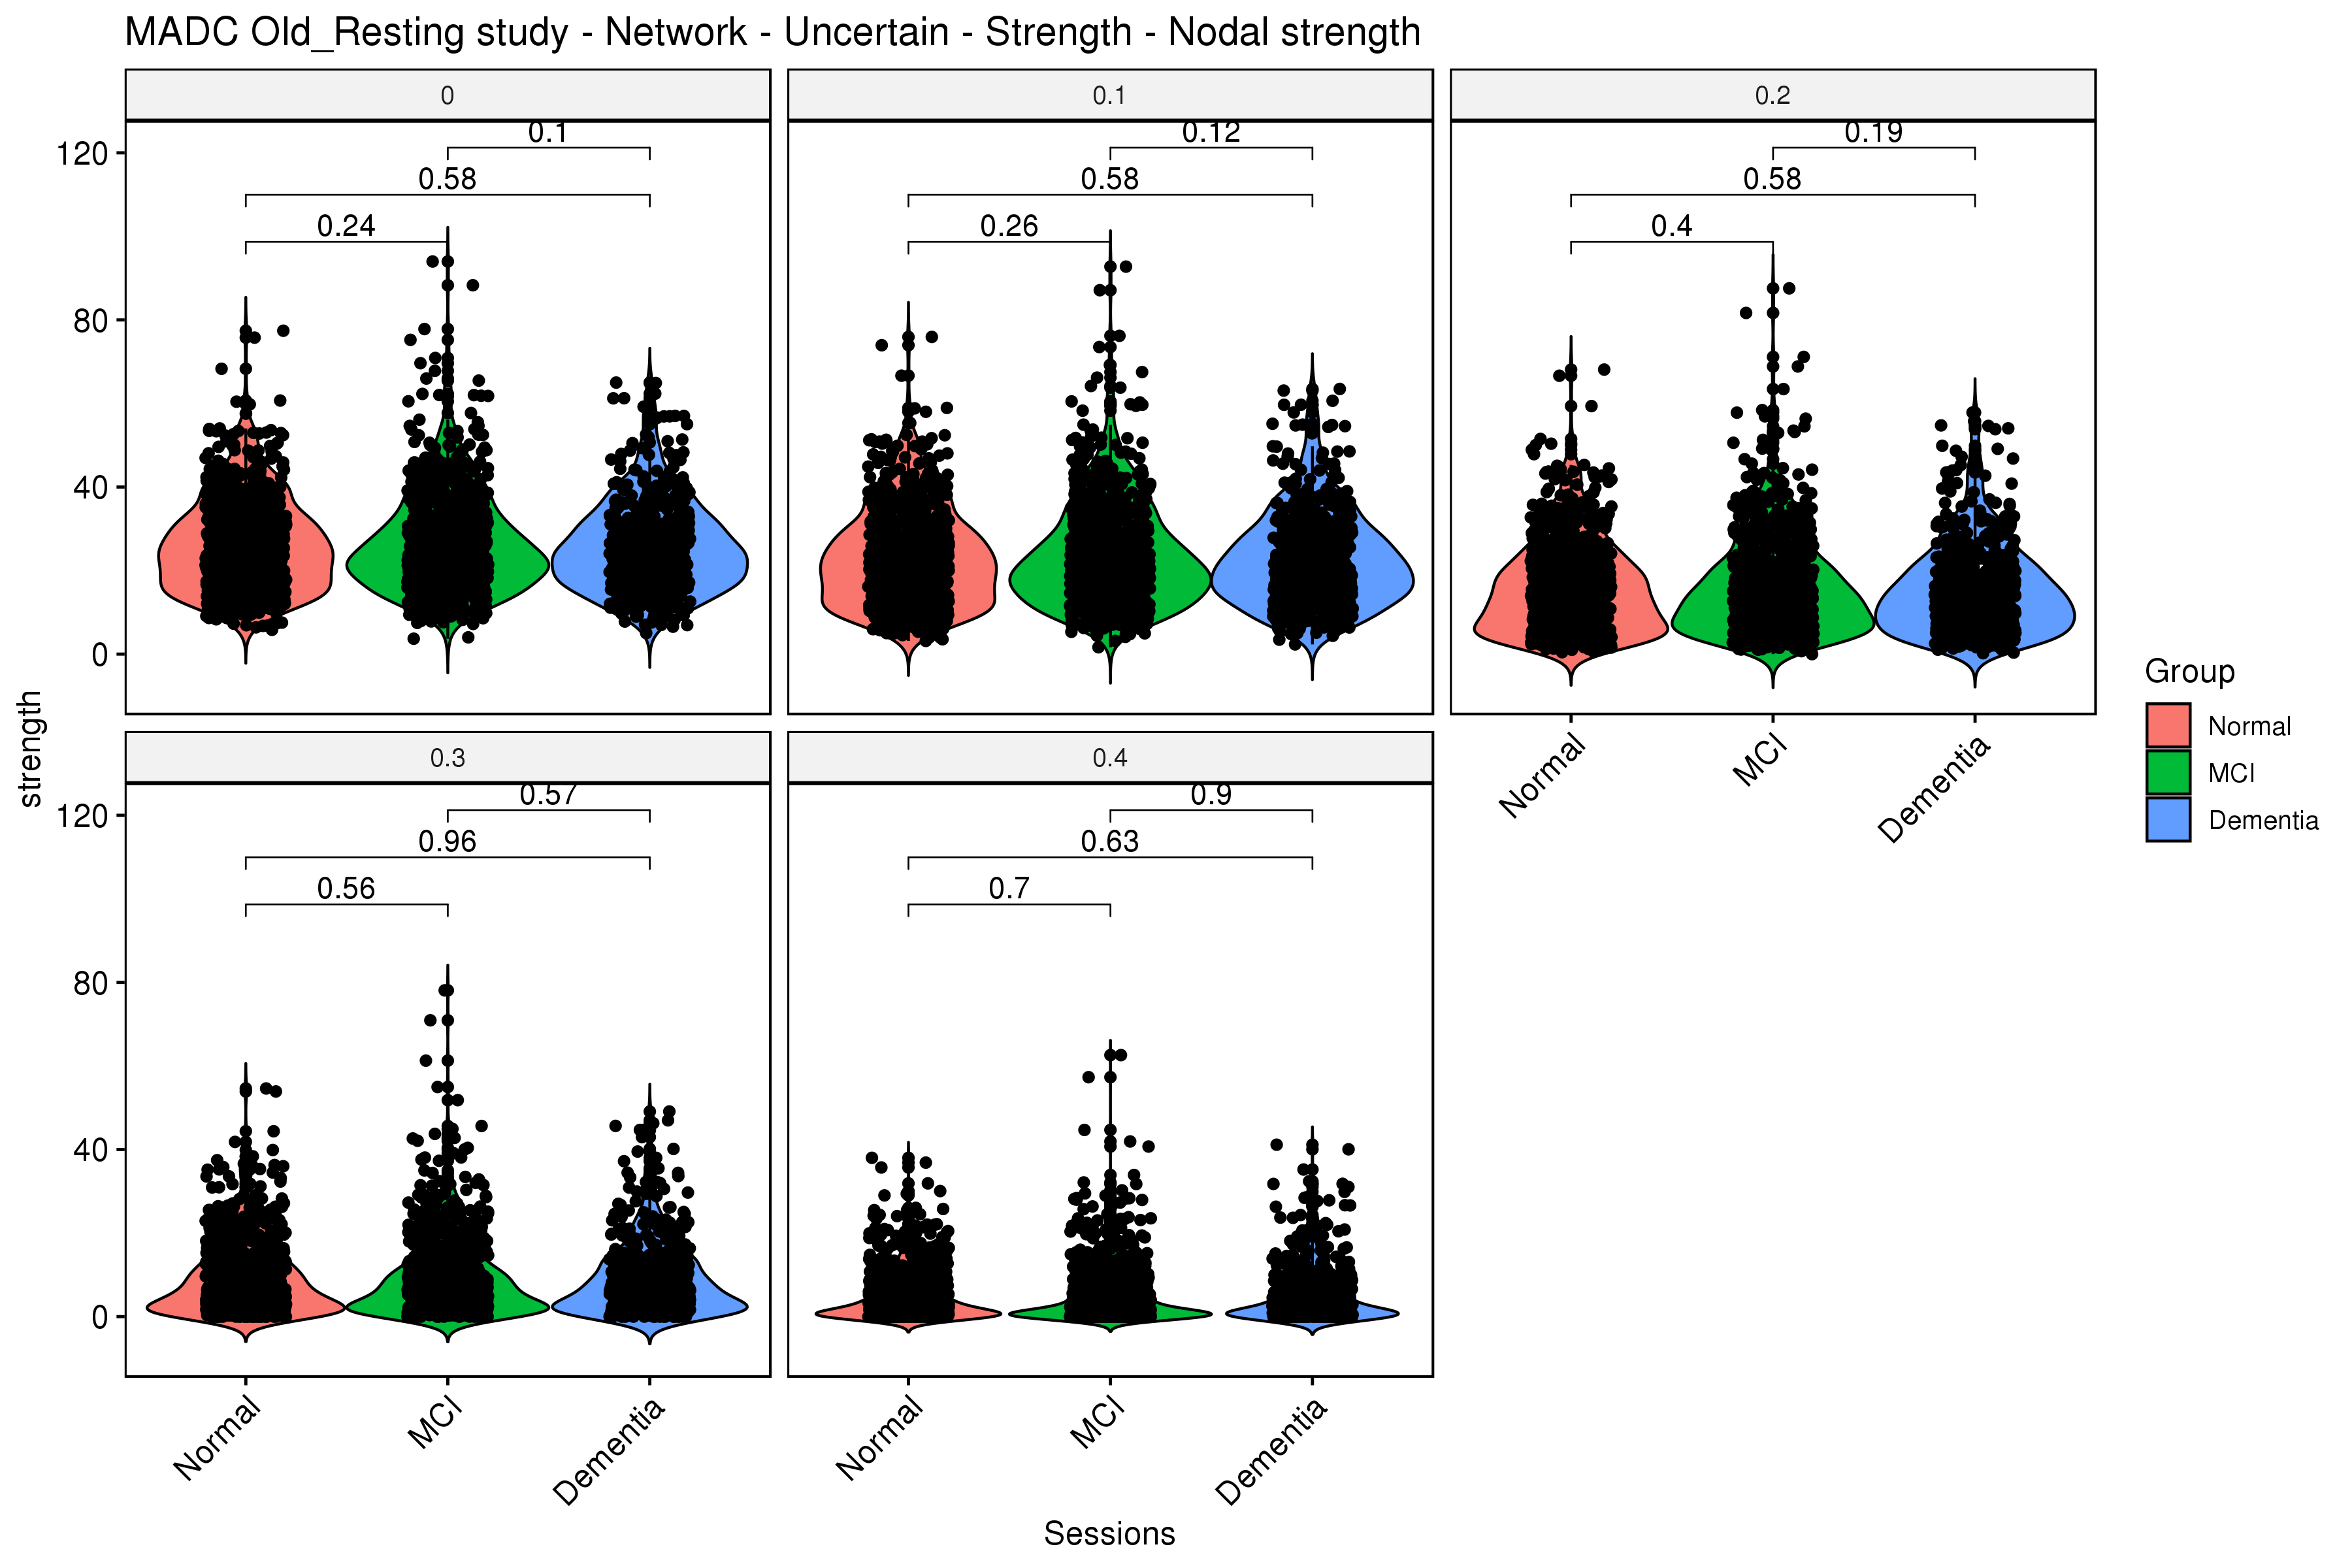 MADC Old_Resting study - Network - Uncertain - Strength - Nodal strength
0
0.1
0.2
120
80
40
0
0.1
0.58
0.24
0.12
0.58
0.26
0.19
0.58
0.4
Normal
MCI
Dementia
0.3
0.4
120
80
40
0
0.57
0.96
0.56
0.9
0.63
0.7
Normal
MCI
Dementia
Normal
MCI
Dementia
strength
Sessions
Group
Normal
MCI
Dementia